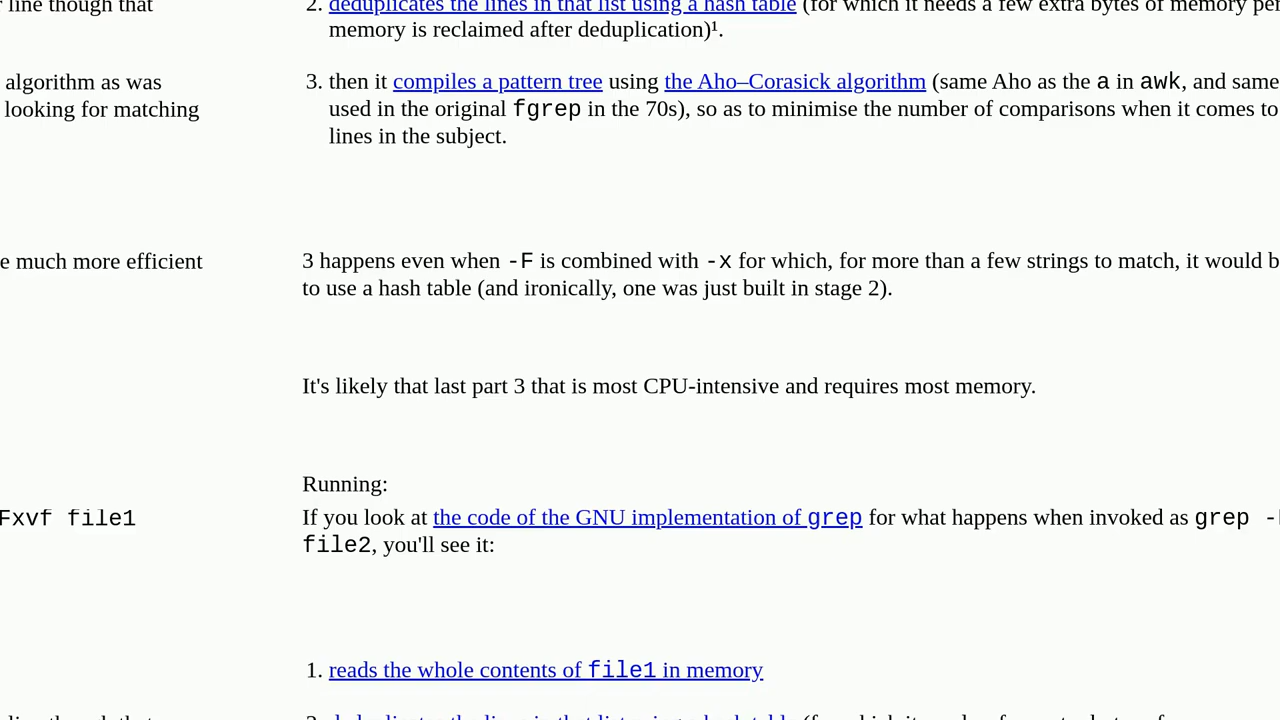 r line though that
2. deduplicates the lines in that list using a hash table (for which it needs a few extra bytes of memory per
memory is reclaimed after deduplication)¹.
algorithm as was
3. then it compiles a pattern tree using the Aho–Corasick algorithm (same Aho as the a in awk, and same
looking for matching
used in the original fgrep in the 70s), so as to minimise the number of comparisons when it comes to
lines in the subject.
e much more efficient
3 happens even when -F is combined with -x for which, for more than a few strings to match, it would b
to use a hash table (and ironically, one was just built in stage 2).
It's likely that last part 3 that is most CPU-intensive and requires most memory.
Running:
Fxvf file1
If you look at the code of the GNU implementation of grep for what happens when invoked as grep -
file2, you'll see it:
1. reads the whole contents of file1 in memory